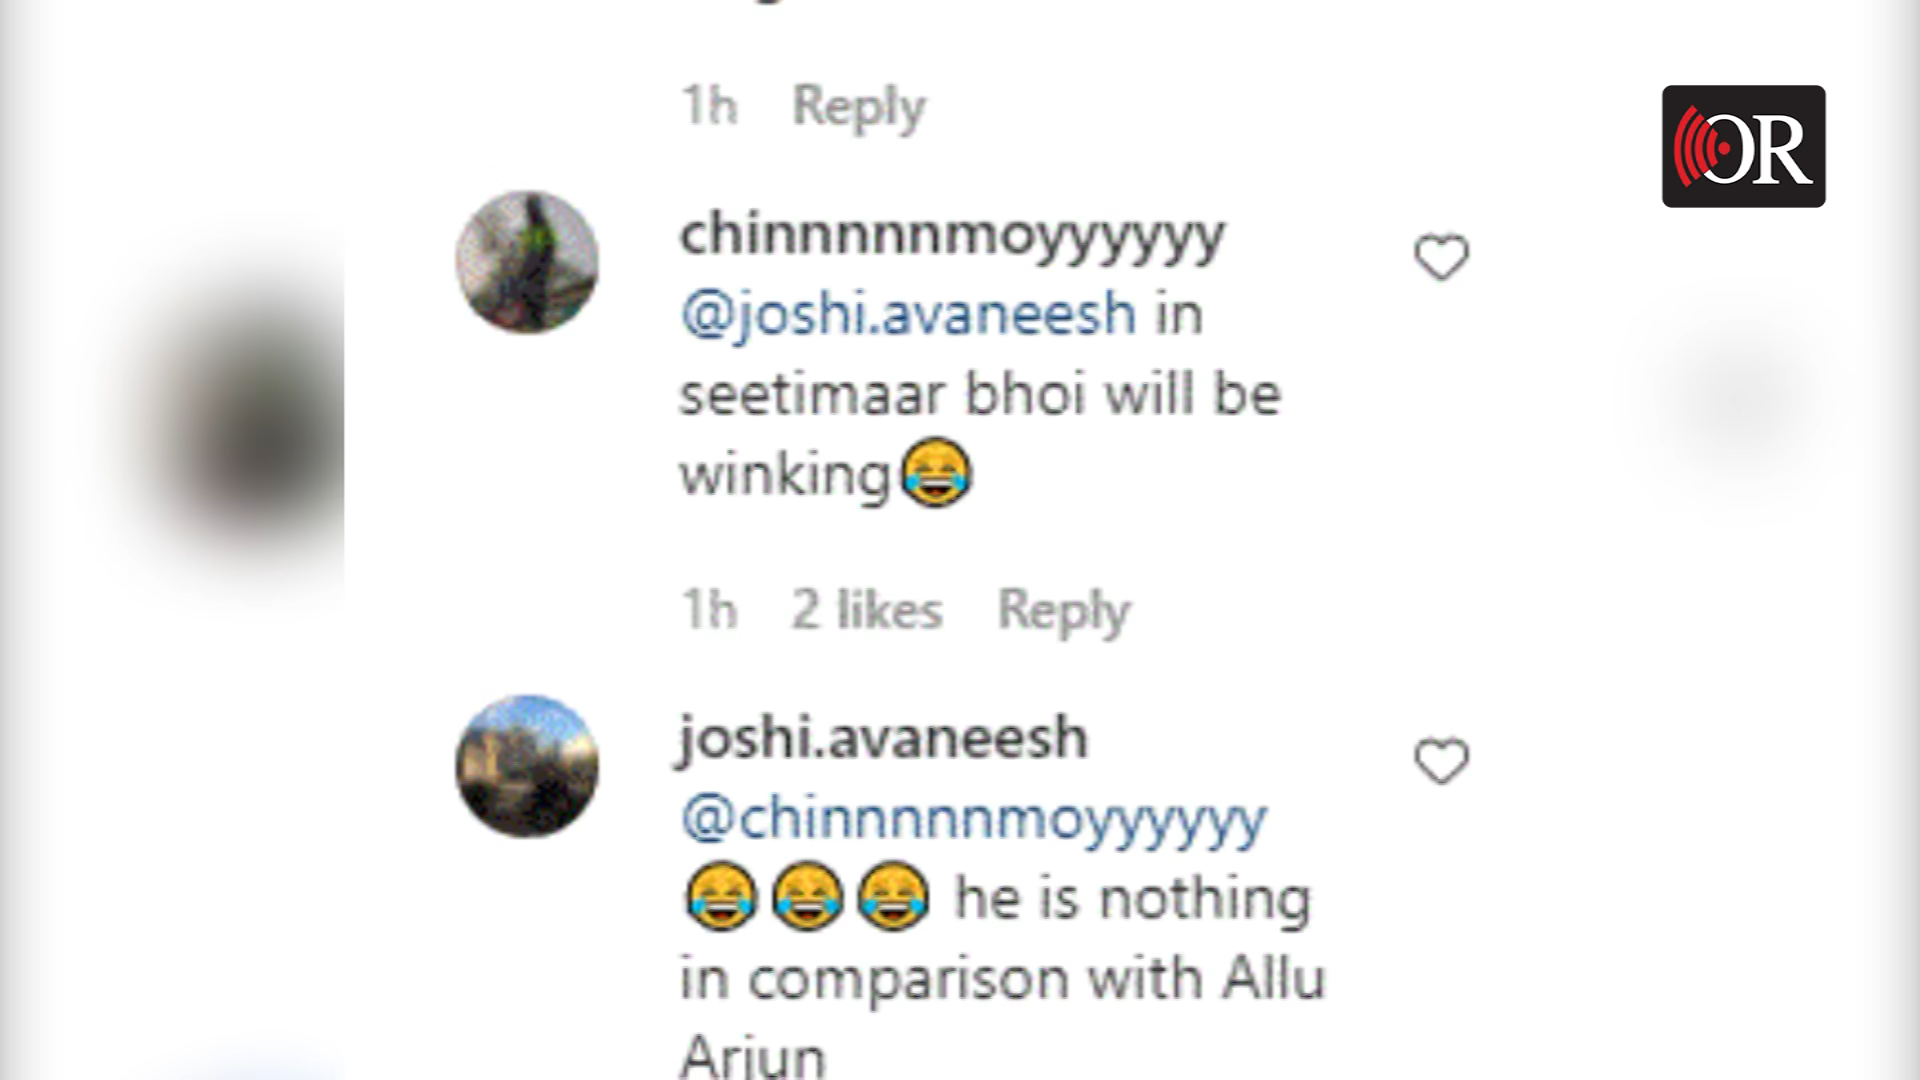 1h Reply
OR
chinnnnnmoyyyyyy
@joshi.avaneesh in
seetimaar bhoi will be
winking😂
1h 2 likes Reply
joshi.avaneesh
@chinnnnnmoyyyyyy
😂😂😂 he is nothing
in comparison with Allu
Arjun